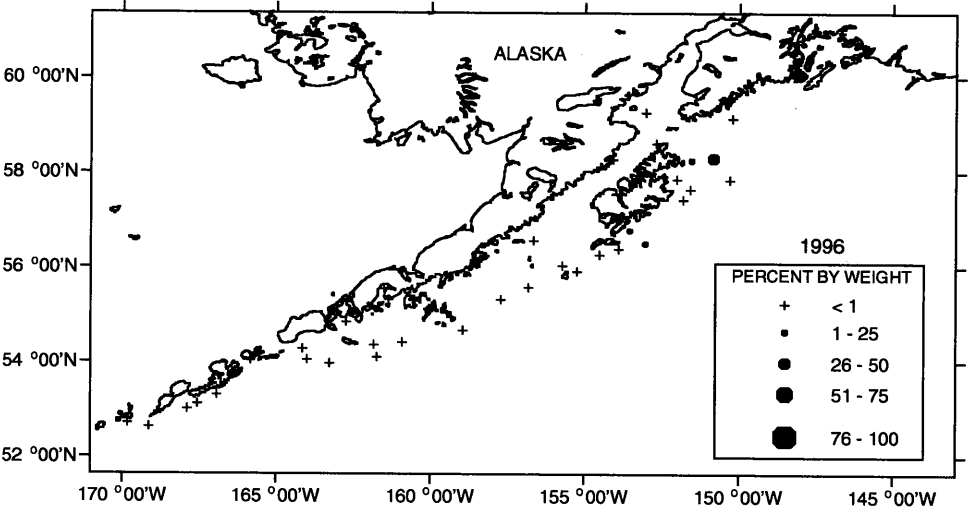 ALASKA
60 °00'N
58 °00'N
56 °00'N
54 °00'N
52 °00'N
1996
PERCENT BY WEIGHT
+ < 1
1 - 25
26 - 50
51 - 75
76 - 100
170 °00'W 165 °00'W 160 °00'W 155 °00'W 150 °00'W 145 °00'W